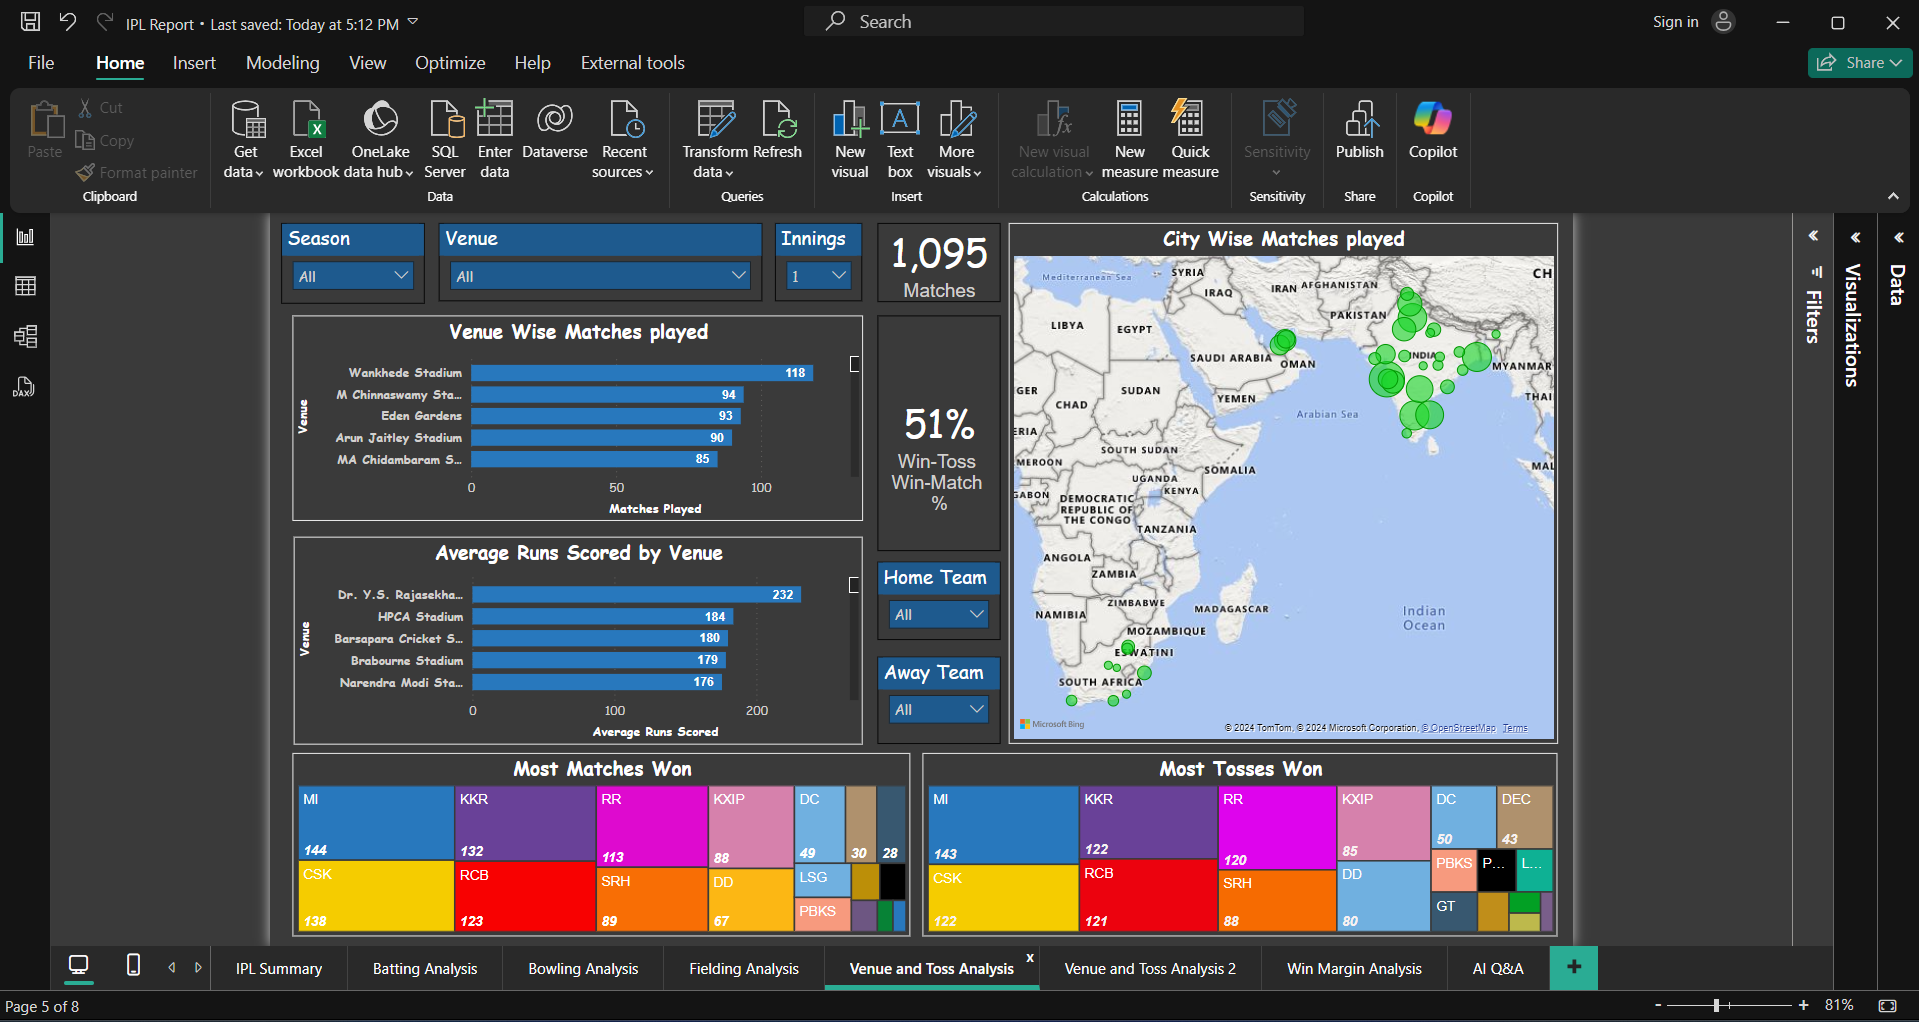 IPL Report • Last saved: Today at 5:12 PM
Search
Sign in
File Home Insert Modeling View Optimize Help External tools
Share
Paste
Cut
Copy
Format painter
Clipboard
Get data
Excel workbook
OneLake data hub
SQL Server
Enter data
Dataverse
Recent sources
Data
Transform data
Refresh
Queries
New visual
Text box
More visuals
Insert
New visual calculation
New measure
Quick measure
Calculations
Sensitivity
Sensitivity
Publish
Share
Copilot
Copilot
DAX
Season
All
Venue
All
Innings
1
1,095
Matches
Venue Wise Matches played
Venue
Wankhede Stadium 118
M Chinnaswamy Sta... 94
Eden Gardens 93
Arun Jaitley Stadium 90
MA Chidambaram S... 85
0 50 100
Matches Played
51%
Win-Toss
Win-Match
%
Average Runs Scored by Venue
Venue
Dr. Y.S. Rajasekha... 232
HPCA Stadium 184
Barsapara Cricket S... 180
Brabourne Stadium 179
Narendra Modi Sta... 176
0 100 200
Average Runs Scored
Home Team
All
Away Team
All
City Wise Matches played
Mediterranean Sea
SYRIA
CH
IRAQ
IRAN
AFGHANISTAN
PAKISTAN
LIBYA
EGYPT
SAUDI ARABIA
OMAN
INDIA
MYANMAR
GER
CHAD
SUDAN
YEMEN
THAI
Arabian Sea
ERIA
SOUTH SUDAN
MEROON
SOMALIA
MAL
UGANDA
KENYA
GABON
DEMOCRATIC
REPUBLIC OF
THE CONGO
TANZANIA
ANGOLA
ZAMBIA
ZIMBABWE
MADAGASCAR
NAMIBIA
MOZAMBIQUE
Indian
Ocean
ESWATINI
SOUTH AFRICA
Microsoft Bing
© 2024 TomTom, © 2024 Microsoft Corporation, © OpenStreetMap Terms
Most Matches Won
MI
144
KKR
132
RR
113
KXIP
88
DC
49
30
28
CSK
138
RCB
123
SRH
89
DD
67
LSG
PBKS
Most Tosses Won
MI
143
KKR
122
RR
120
KXIP
85
DC
50
DEC
43
CSK
122
RCB
121
SRH
88
DD
80
PBKS
P...
L...
GT
Filters
Visualizations
Data
IPL Summary
Batting Analysis
Bowling Analysis
Fielding Analysis
Venue and Toss Analysis x
Venue and Toss Analysis 2
Win Margin Analysis
AI Q&A
+
Page 5 of 8
- + 81%